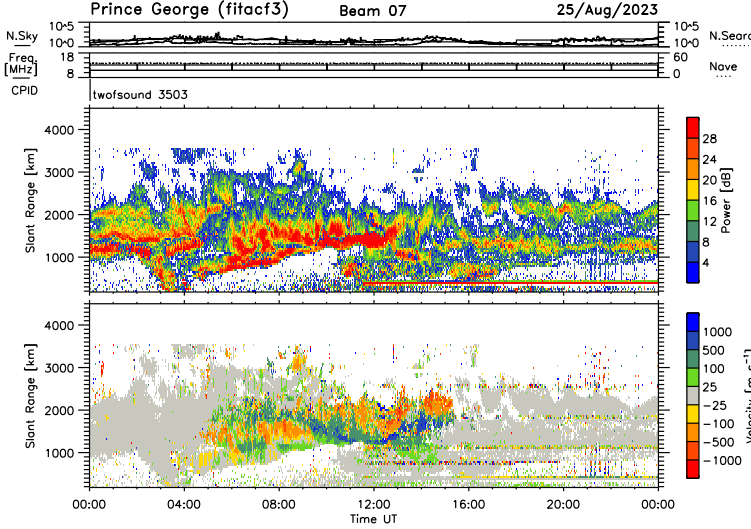 Prince George (fitacf3) Beam 07 25/Aug/2023
N.Sky 10^5 10^0 10^5 10^0 N.Searc
Freq. [MHz] 18 8 60 0 Nave
CPID twofsound 3503
Slant Range [km] 4000 3000 2000 1000
Power [dB] 28 24 20 16 12 8 4
Slant Range [km] 4000 3000 2000 1000
Velocity [m s⁻¹] 1000 500 100 25 −25 −100 −500 −1000
00:00 04:00 08:00 12:00 16:00 20:00 00:00
Time UT